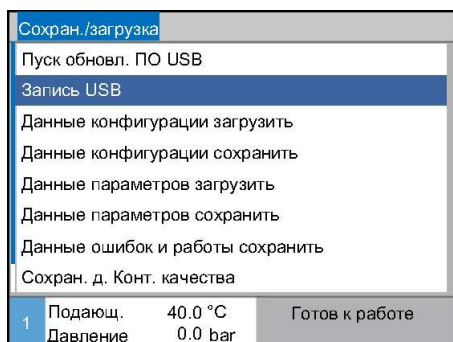 Сохран./загрузка
Пуск обновл. ПО USB
Запись USB
Данные конфигурации загрузить
Данные конфигурации сохранить
Данные параметров загрузить
Данные параметров сохранить
Данные ошибок и работы сохранить
Сохран. д. Конт. качества
1 Подающ. 40.0 °C Готов к работе
Давление 0.0 bar